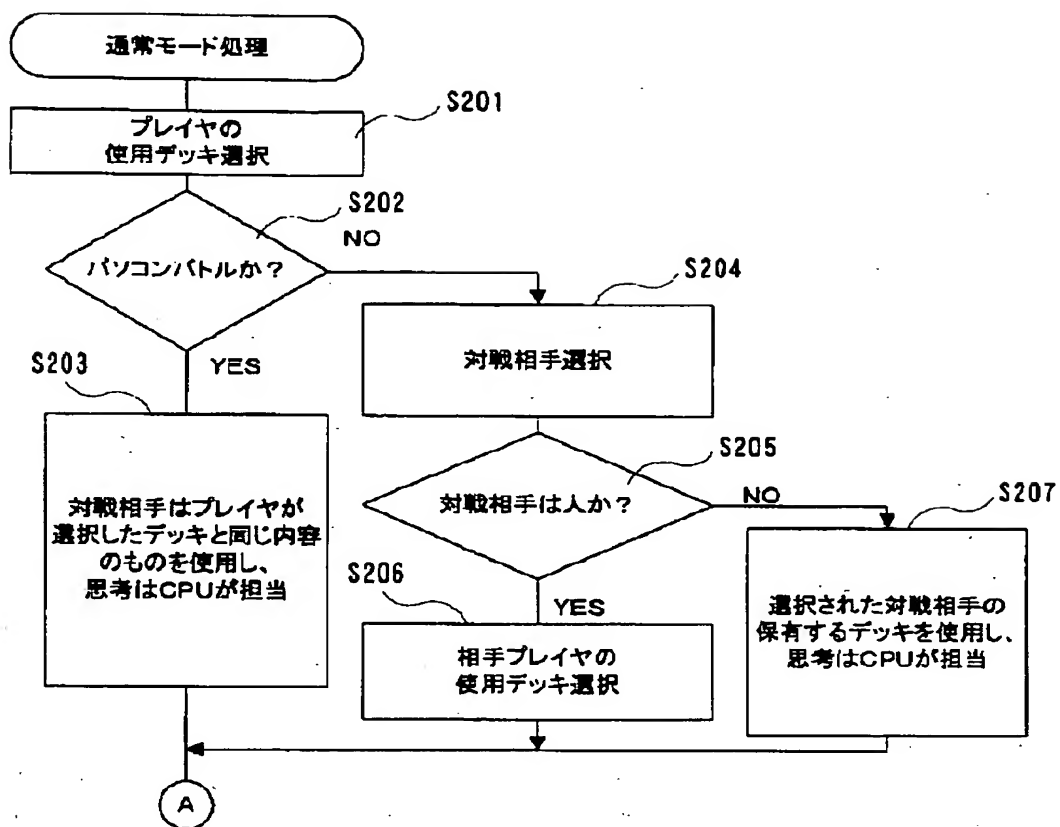 通常モード処理
S201
プレイヤの
使用デッキ選択
S202
パソコンバトルか?
NO
YES
S203
対戦相手はプレイヤが
選択したデッキと同じ内容
のものを使用し、
思考はCPUが担当
S204
対戦相手選択
S205
対戦相手は人か?
NO
YES
S206
相手プレイヤの
使用デッキ選択
S207
選択された対戦相手の
保有するデッキを使用し、
思考はCPUが担当
A